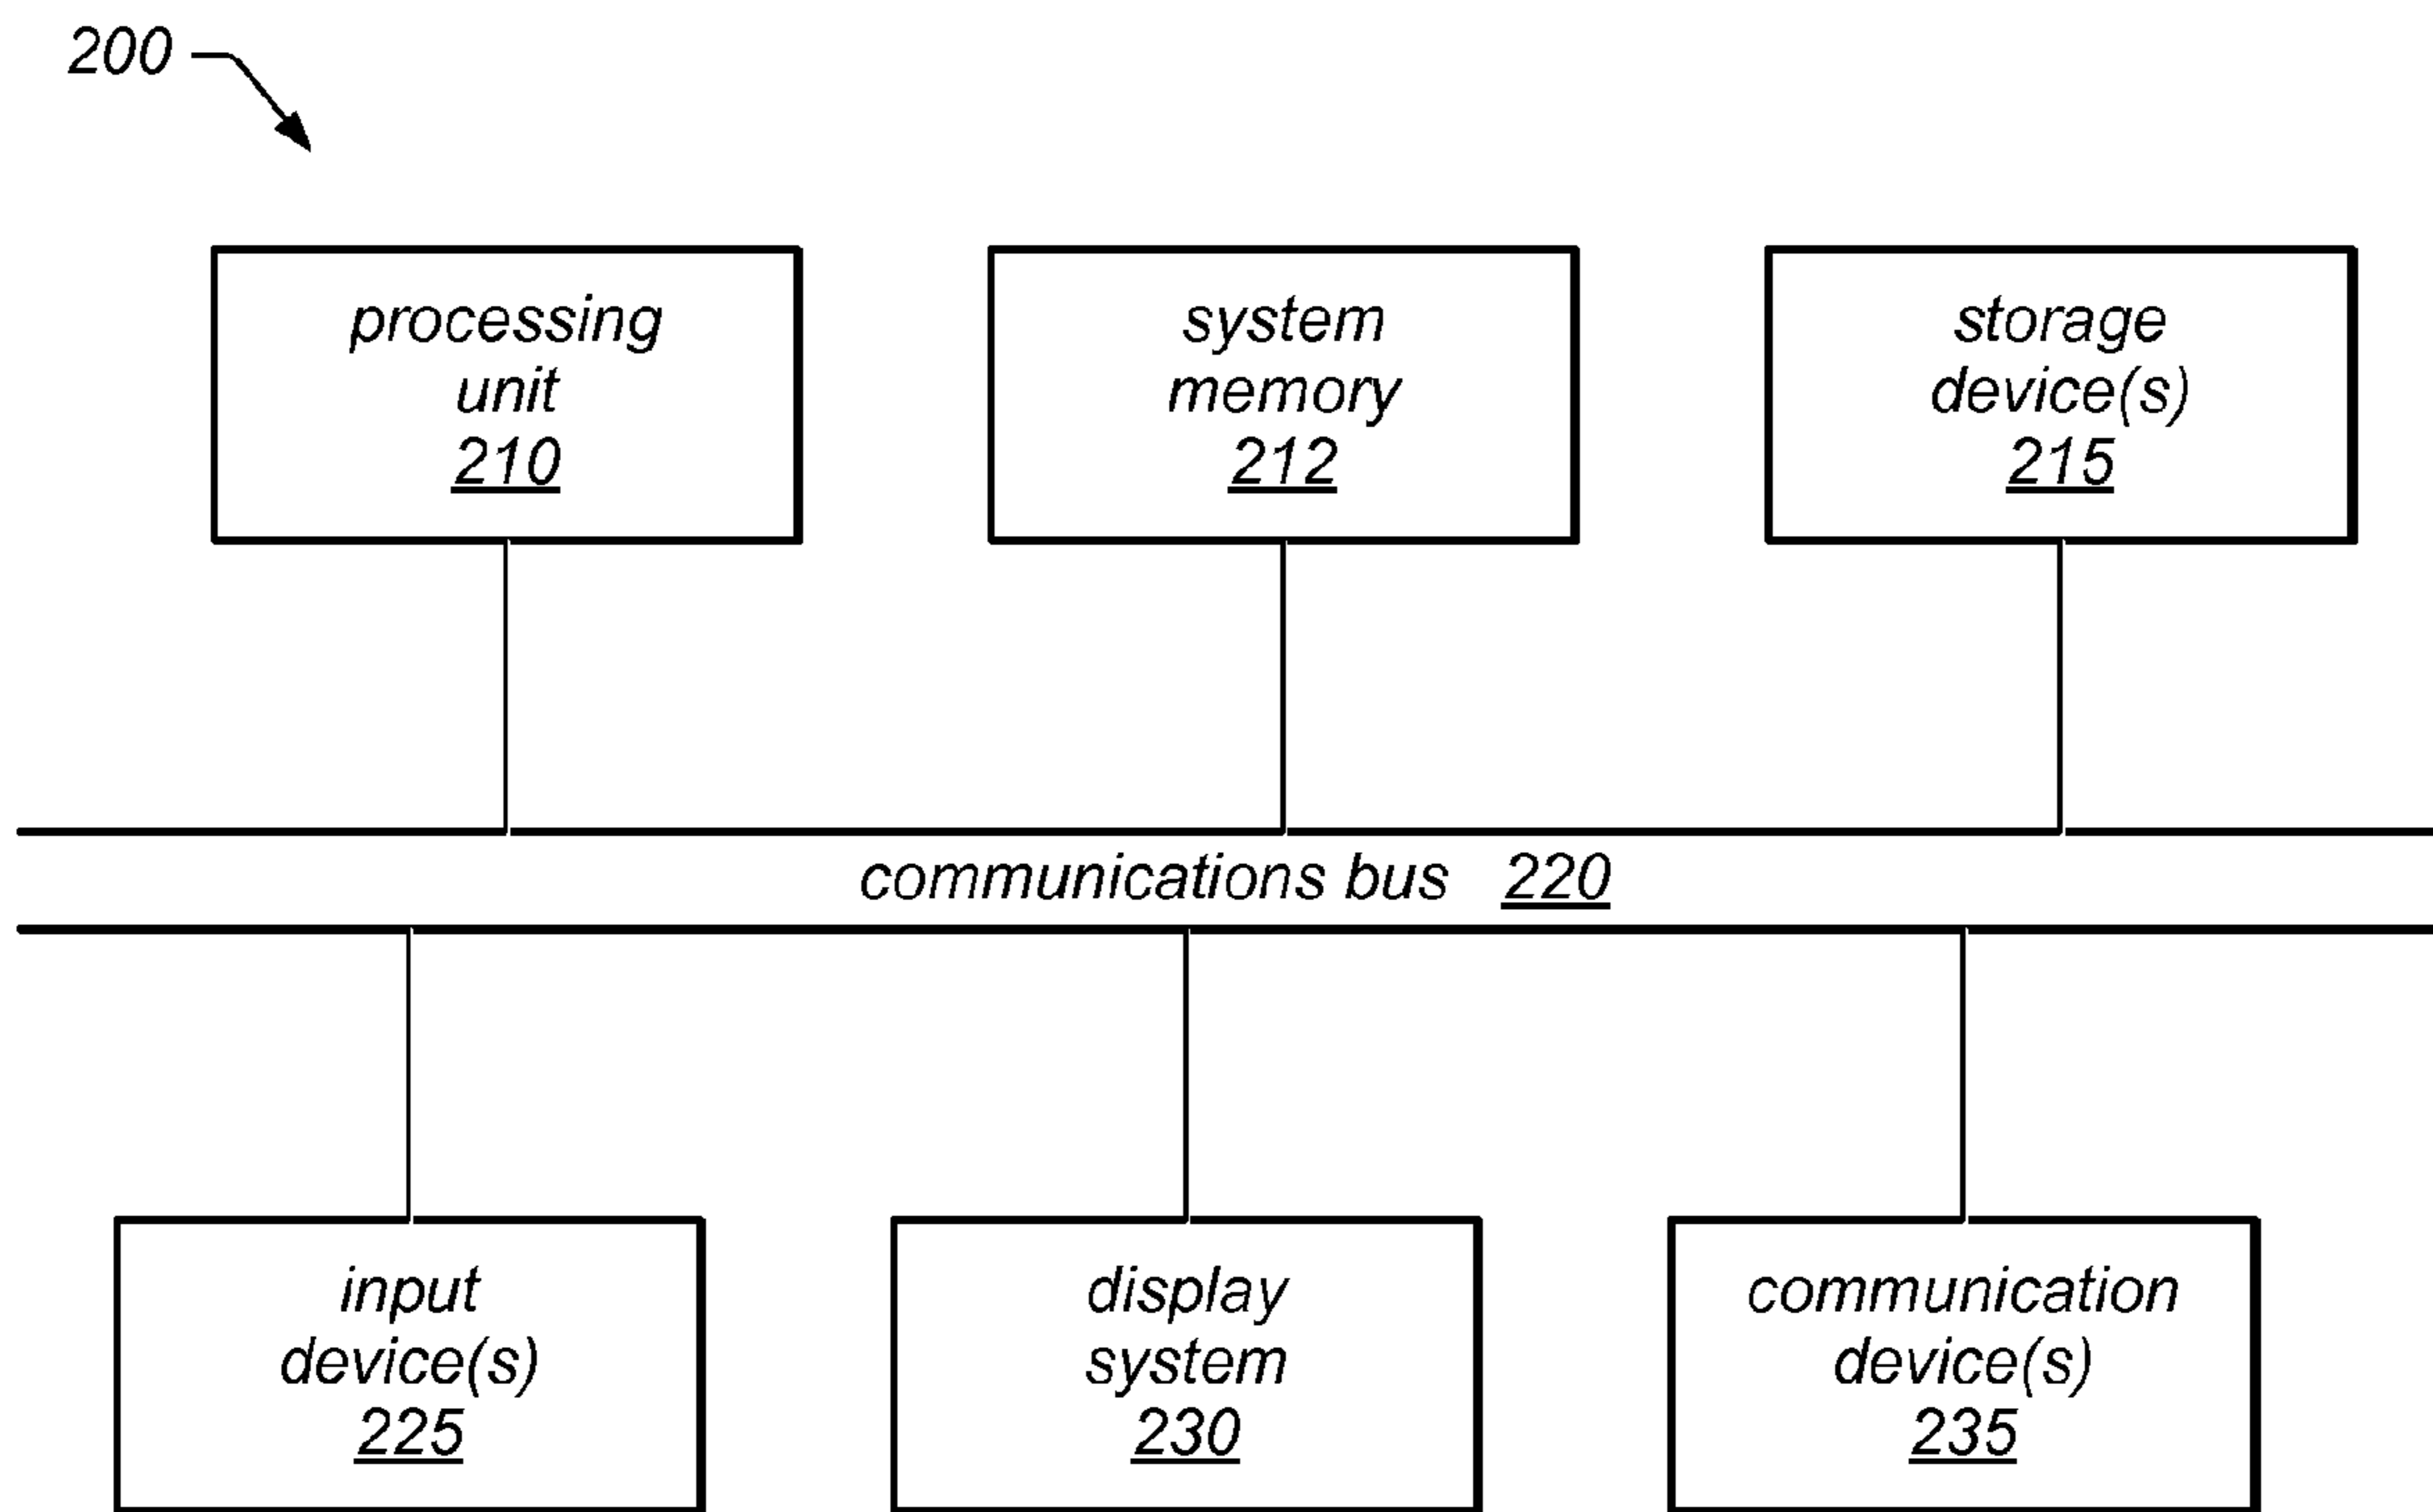 200
processing
unit
210
system
memory
212
storage
device(s)
215
communications bus 220
input
device(s)
225
display
system
230
communication
device(s)
235